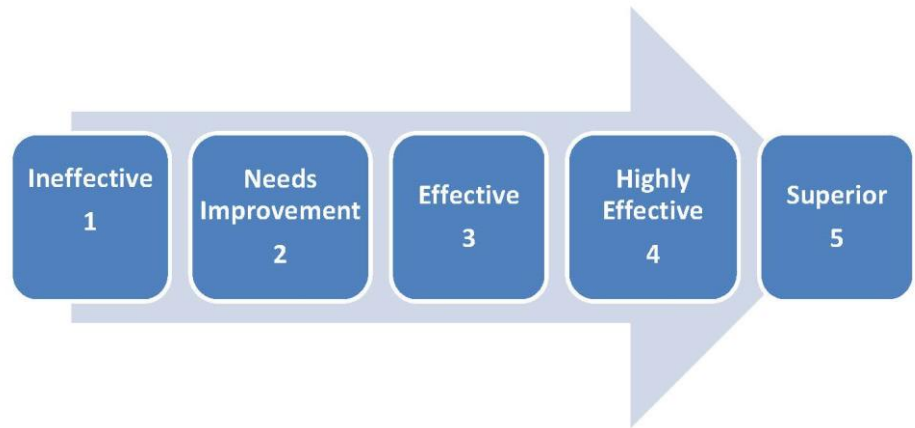 Ineffective
1
Needs
Improvement
2
Effective
3
Highly
Effective
4
Superior
5